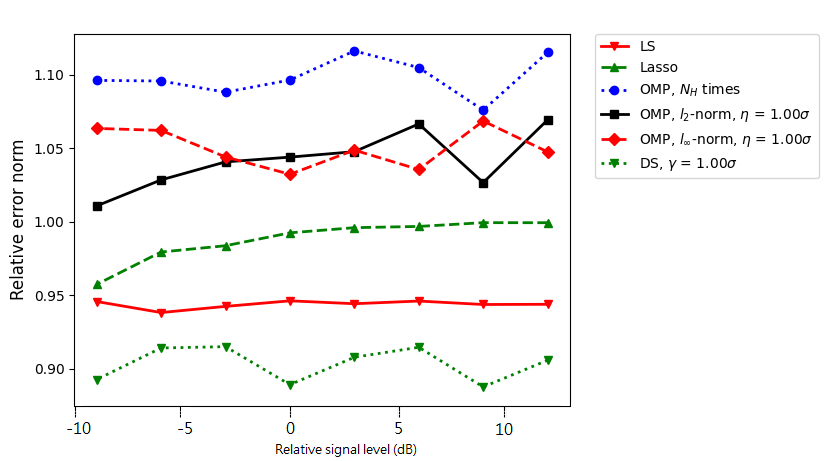 1.10
1.05
1.00
0.95
0.90
Relative error norm
-10 -5 0 5 10
Relative signal level (dB)
LS
Lasso
OMP, N_H times
OMP, l₂-norm, η = 1.00σ
OMP, l∞-norm, η = 1.00σ
DS, γ = 1.00σ